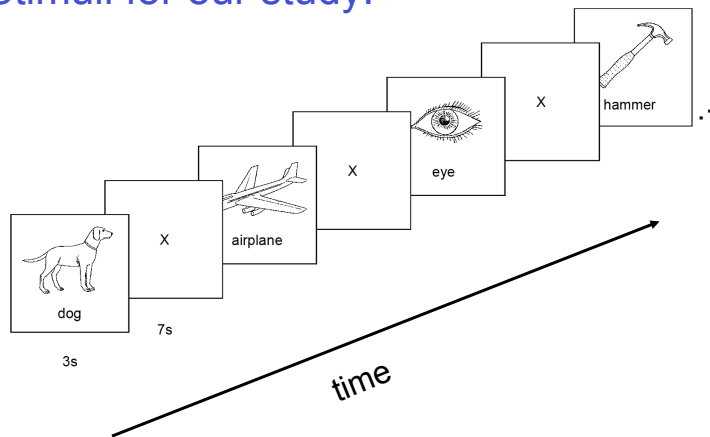 stimuli for our study:
dog
X
airplane
X
eye
X
hammer
3s
7s
time